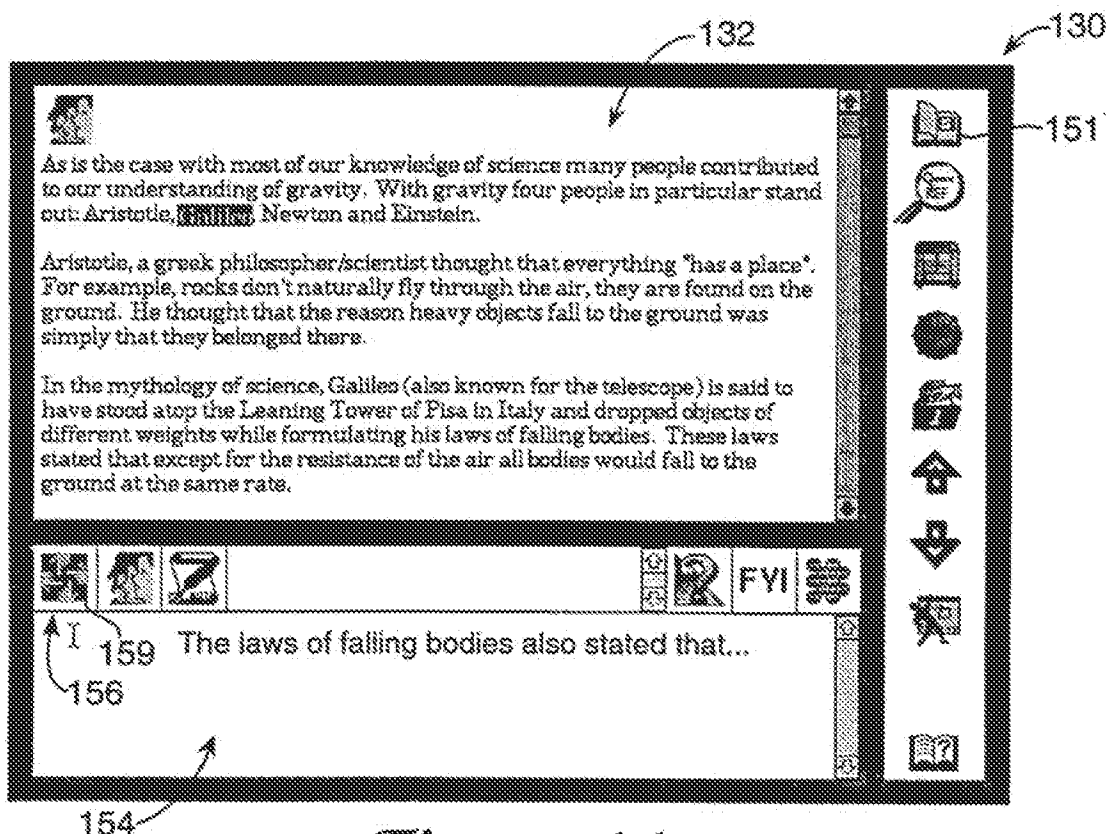 132
130
151
As is the case with most of our knowledge of science many people contributed
to our understanding of gravity. With gravity four people in particular stand
out: Aristotle, Galileo, Newton and Einstein.
Aristotle, a greek philosopher/scientist thought that everything "has a place".
For example, rocks don't naturally fly through the air, they are found on the
ground. He thought that the reason heavy objects fall to the ground was
simply that they belonged there.
In the mythology of science, Galileo (also known for the telescope) is said to
have stood atop the Leaning Tower of Pisa in Italy and dropped objects of
different weights while formulating his laws of falling bodies. These laws
stated that except for the resistance of the air all bodies would fall to the
ground at the same rate.
FYI
159
The laws of falling bodies also stated that...
156
154